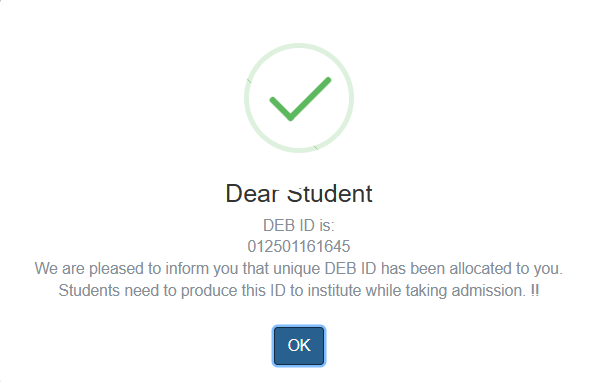 Dear Student
DEB ID is:
012501161645
We are pleased to inform you that unique DEB ID has been allocated to you.
Students need to produce this ID to institute while taking admission. !!
OK